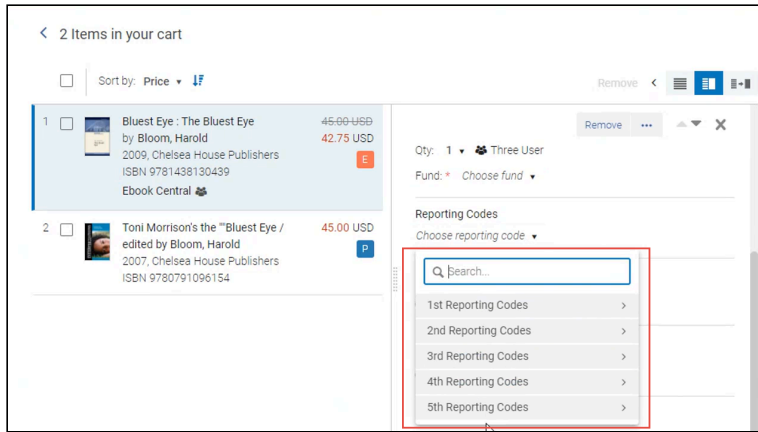 2 Items in your cart
Sort by: Price
Remove
1
Bluest Eye : The Bluest Eye
by Bloom, Harold
2009, Chelsea House Publishers
ISBN 9781438130439
Ebook Central
45.00 USD
42.75 USD
E
2
Toni Morrison's the '"Bluest Eye /
edited by Bloom, Harold
2007, Chelsea House Publishers
ISBN 9780791096154
45.00 USD
P
Remove
Qty: 1 Three User
Fund: * Choose fund
Reporting Codes
Choose reporting code
Search...
1st Reporting Codes
2nd Reporting Codes
3rd Reporting Codes
4th Reporting Codes
5th Reporting Codes